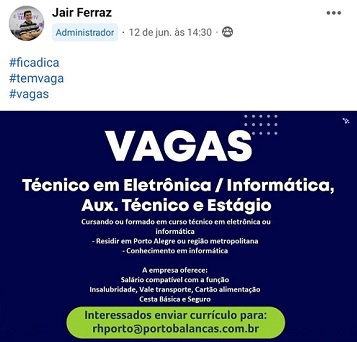 Jair Ferraz
Administrador · 12 de jun. às 14:30 ·
#ficadica
#temvaga
#vagas
VAGAS
Técnico em Eletrônica / Informática,
Aux. Técnico e Estágio
Cursando ou formado em curso técnico em eletrônica ou
informática
- Residir em Porto Alegre ou região metropolitana
- Conhecimento em informática
A empresa oferece:
Salário compatível com a função
Insalubridade, Vale transporte, Cartão alimentação
Cesta Básica e Seguro
Interessados enviar currículo para:
rhporto@portobalancas.com.br